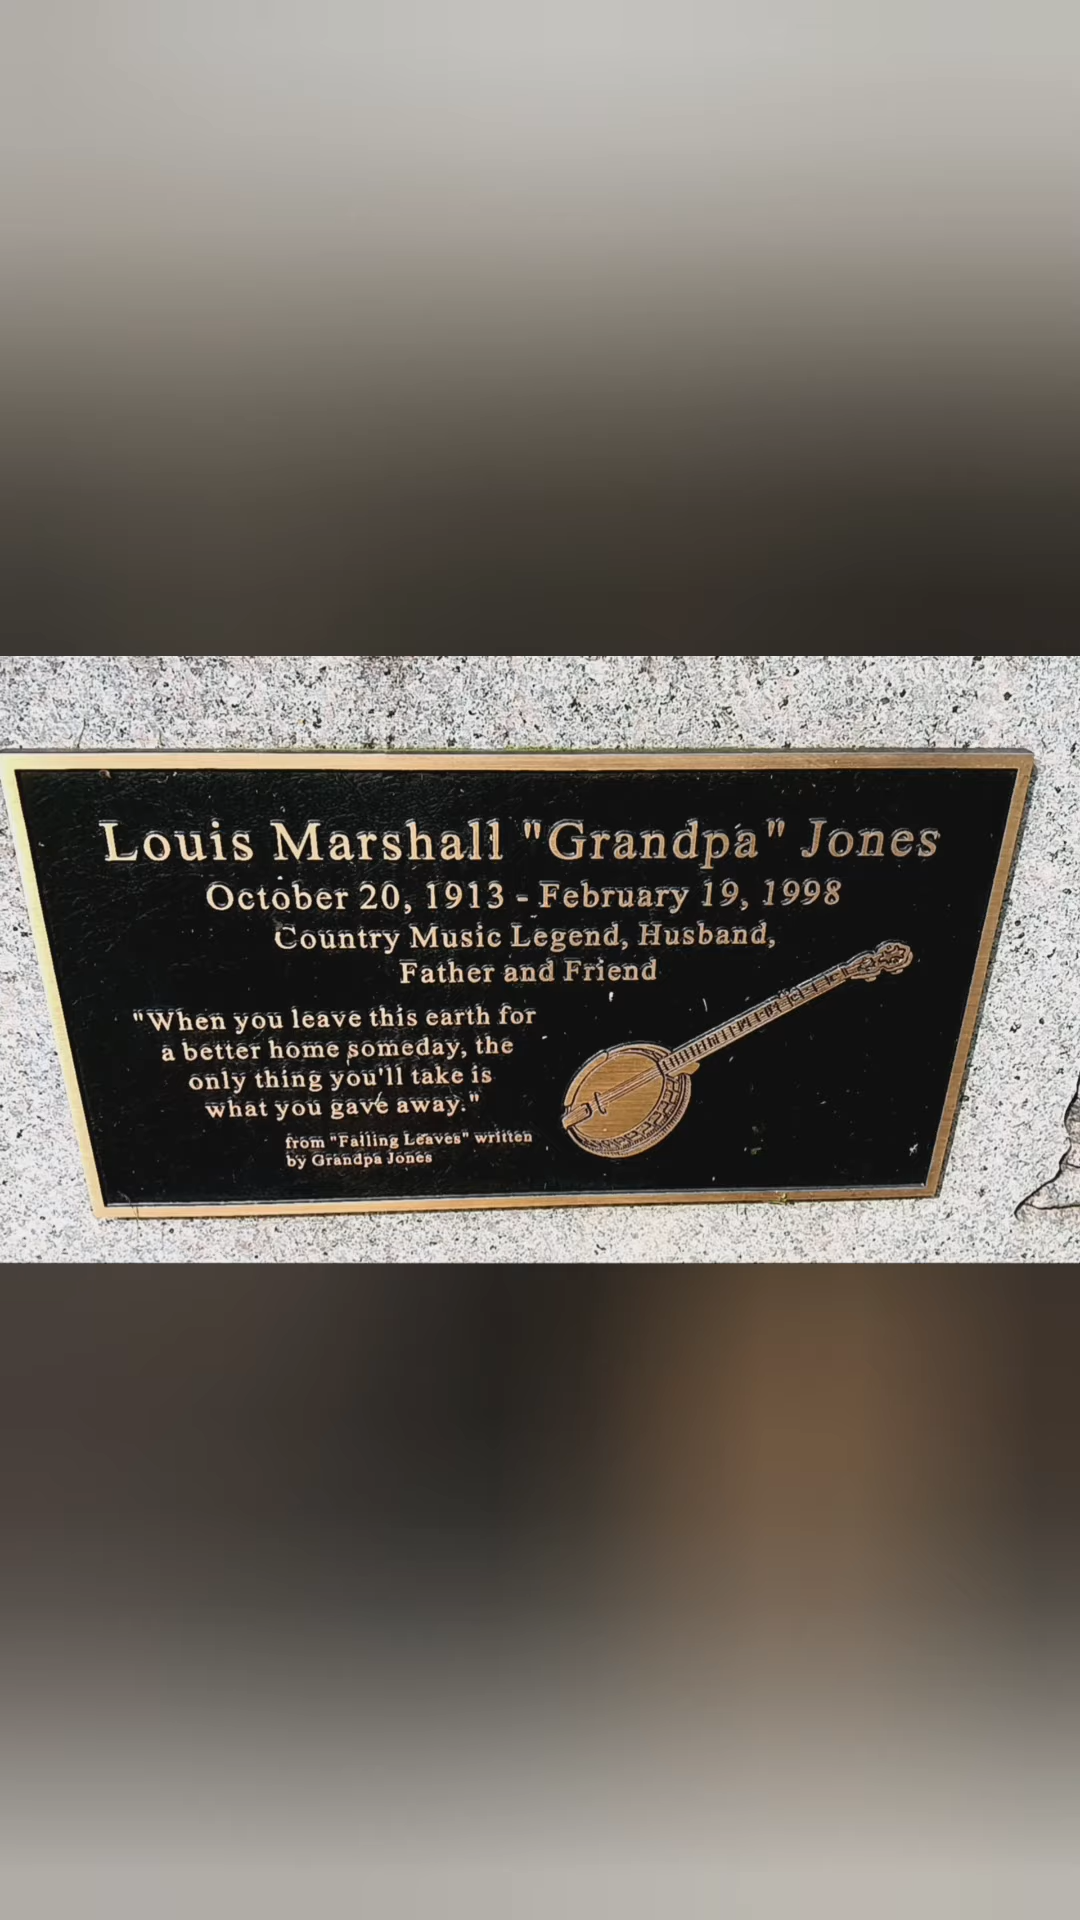 Louis Marshall "Grandpa" Jones
October 20, 1913 - February 19, 1998
Country Music Legend, Husband,
Father and Friend
"When you leave this earth for
a better home someday, the
only thing you'll take is
what you gave away."
from "Falling Leaves" written
by Grandpa Jones